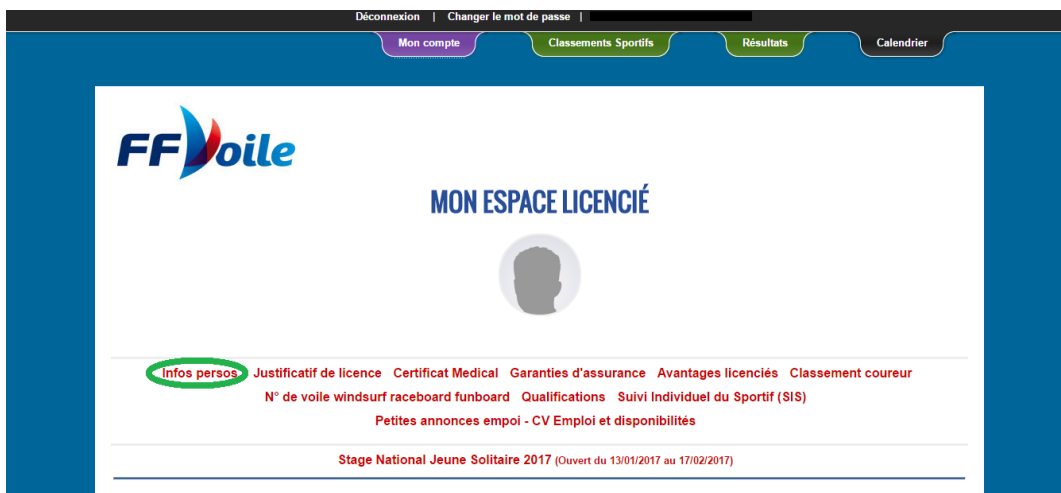 Déconnexion | Changer le mot de passe |
Mon compte Classements Sportifs Résultats Calendrier
FFVoile
MON ESPACE LICENCIÉ
Infos persos Justificatif de licence Certificat Medical Garanties d'assurance Avantages licenciés Classement coureur
N° de voile windsurf raceboard funboard Qualifications Suivi Individuel du Sportif (SIS)
Petites annonces empoi - CV Emploi et disponibilités
Stage National Jeune Solitaire 2017 (Ouvert du 13/01/2017 au 17/02/2017)